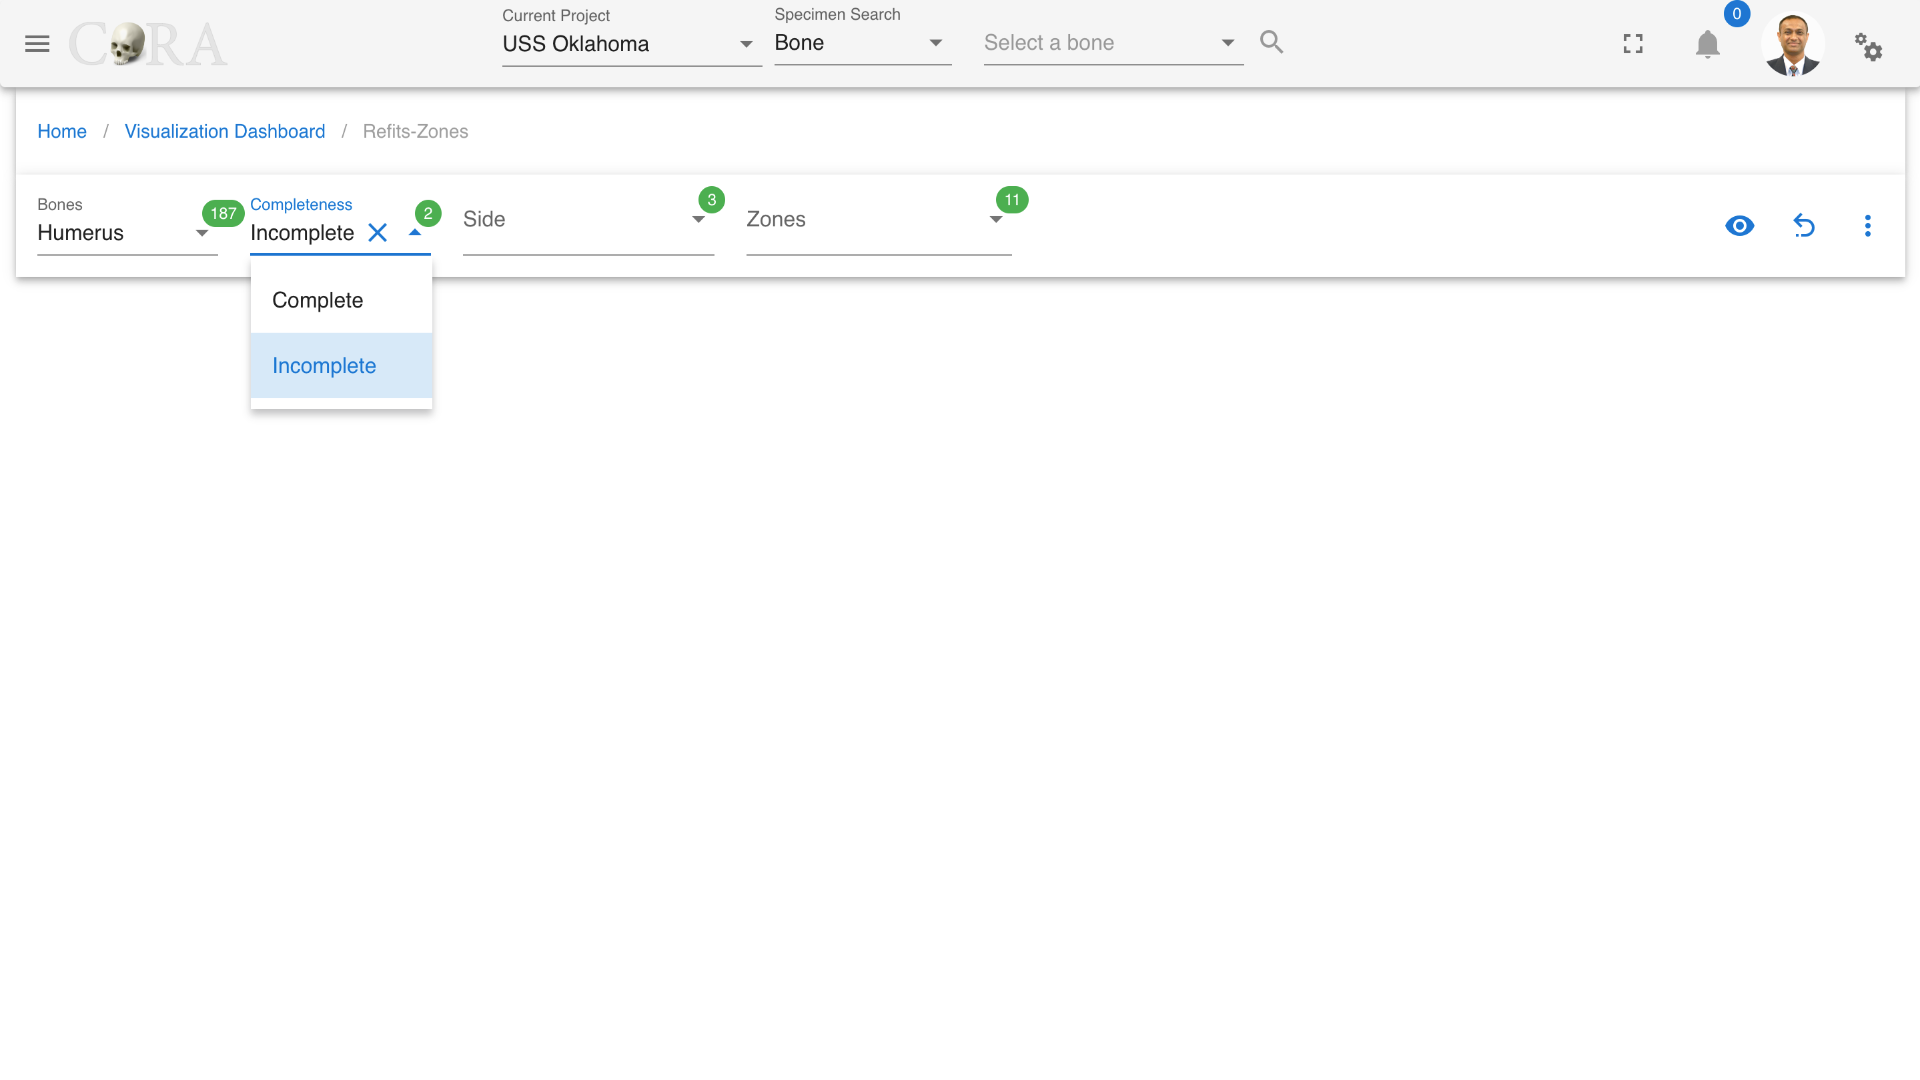 CORA
Current Project
USS Oklahoma
Specimen Search
Bone
Select a bone
0
Home / Visualization Dashboard / Refits-Zones
Bones
Humerus
187
Completeness
Incomplete
2
Side
3
Zones
11
Complete
Incomplete